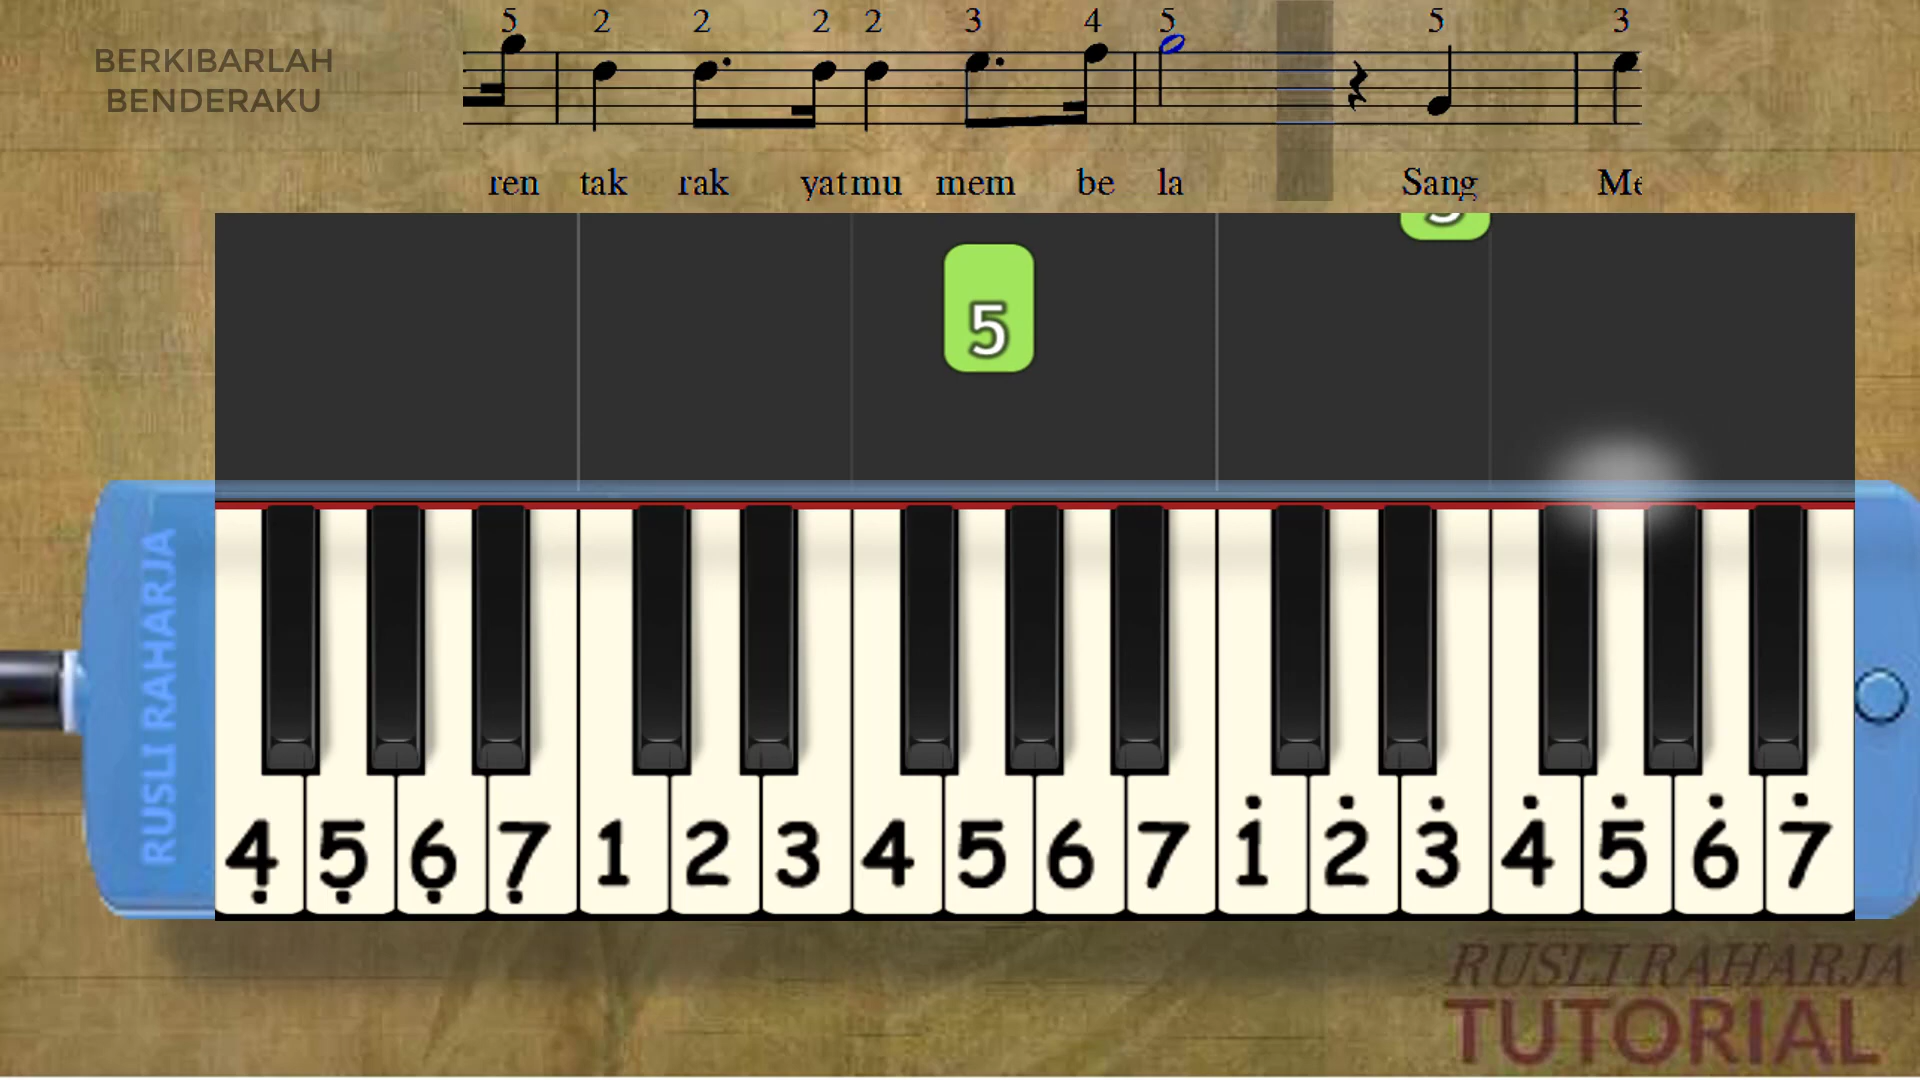 BERKIBARLAH
BENDERAKU
5 2 2 2 2 3 4 5 5 3
ren tak rak yat mu mem be la Sang Me
5
RUSLI RAHARJA
4 5 6 7 1 2 3 4 5 6 7 1 2 3 4 5 6 7
RUSLI RAHARJA
TUTORIAL